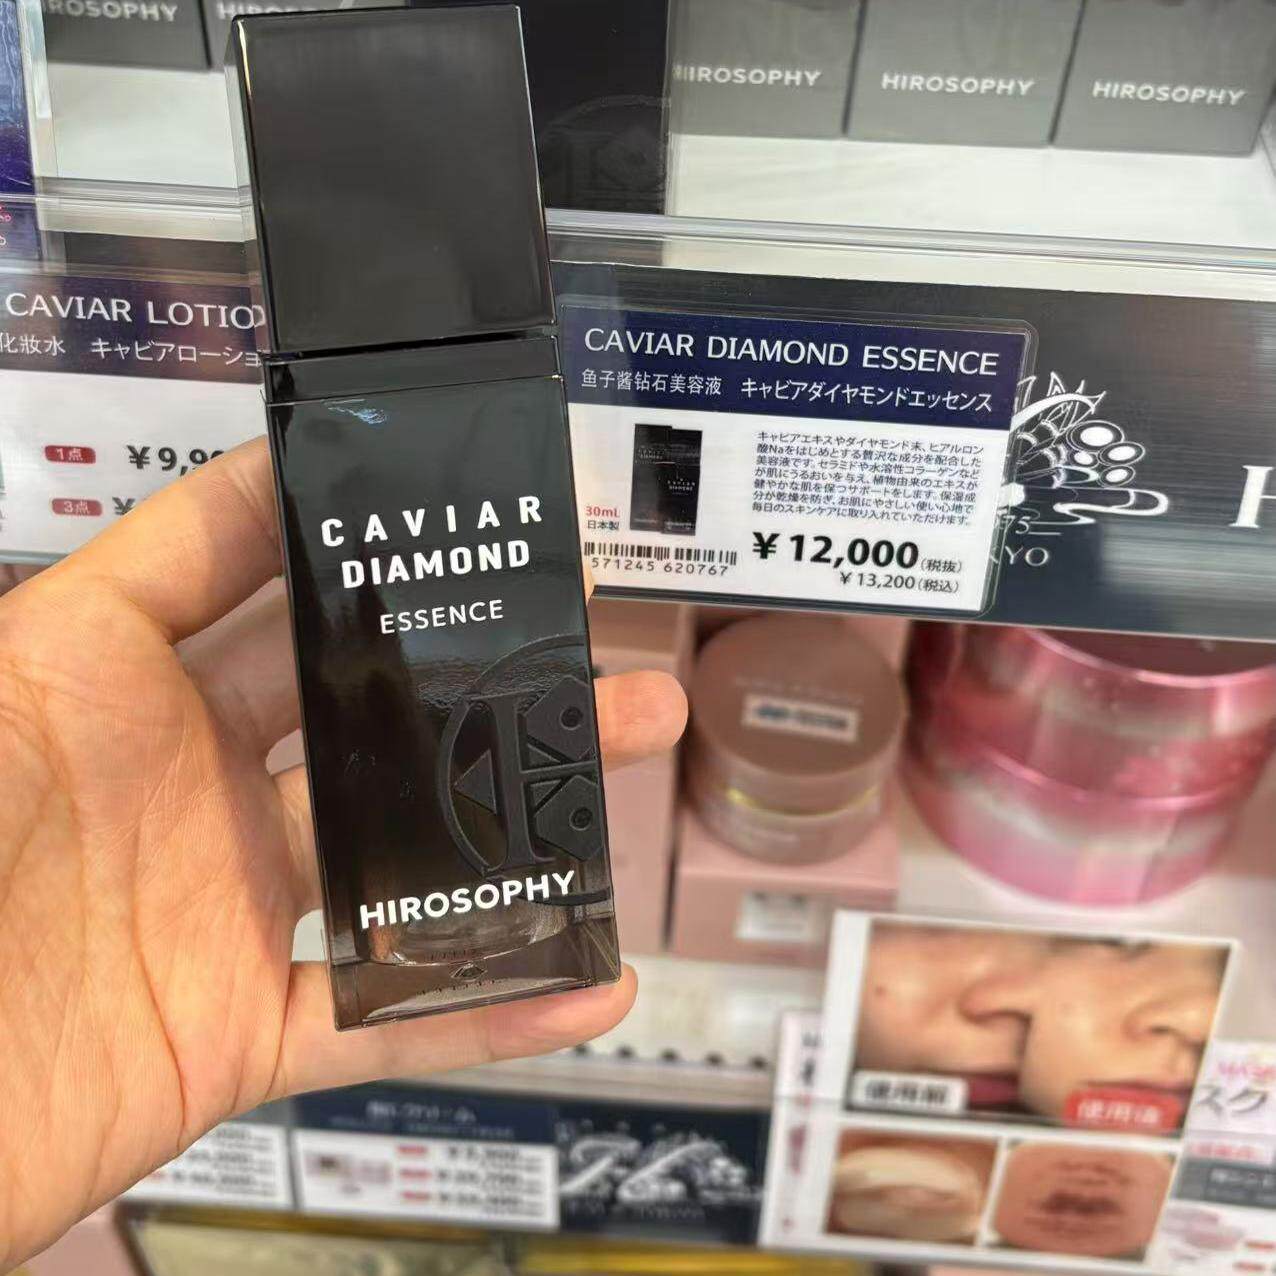 HIROSOPHY
HIROSOPHY
HIROSOPHY
HIROSOPHY
CAVIAR LOTIO
化妝水 キャビアローショ
1点
¥9,9
3点
¥
CAVIAR DIAMOND ESSENCE
鱼子酱钻石美容液 キャビアダイヤモンドエッセンス
キャビアエキスやダイヤモンド末、ヒアルロン
酸Naをはじめとする贅沢な成分を配合した
美容液です。セラミドや水溶性コラーゲンなど
が肌にうるおいを与え、植物由来のエキスが
健やかな肌を保つサポートをします。保湿成
分が乾燥を防ぎ、お肌にやさしい使い心地で
毎日のスキンケアに取り入れていただけます。
30mL
日本製
571245 620767
¥12,000(税抜)
¥13,200(税込)
H
YO
CAVIAR
DIAMOND
ESSENCE
HIROSOPHY
使用前
使用後
スク